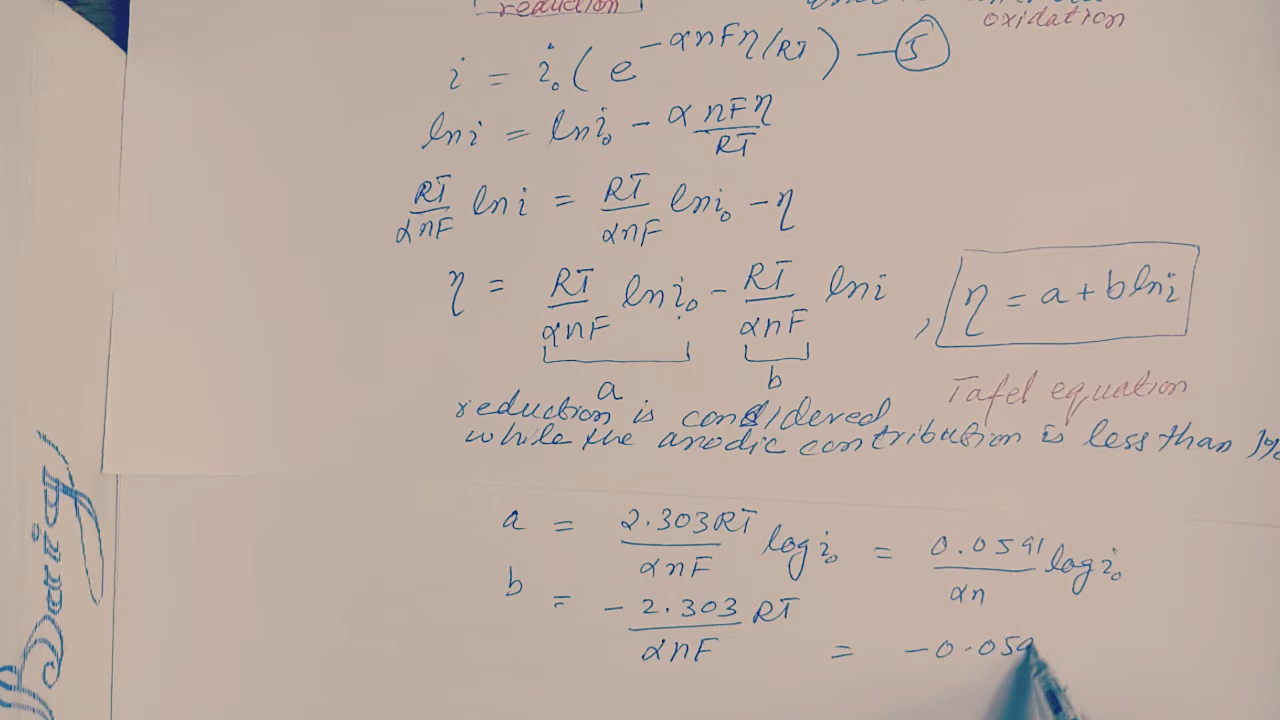 reduction
oxidation
i = i₀(e^{-αnFη/RT}) — 5
ln i = ln i₀ - α nFη/RT
RT/αnF ln i = RT/αnF ln i₀ - η
η = RT/αnF ln i₀ - RT/αnF ln i , η = a + b ln i
a b
Tafel equation
reduction is considered
while the anodic contribution is less than 1%
a = 2.303RT/αnF log i₀ = 0.0591/αn log i₀
b = - 2.303 RT/αnF = -0.059